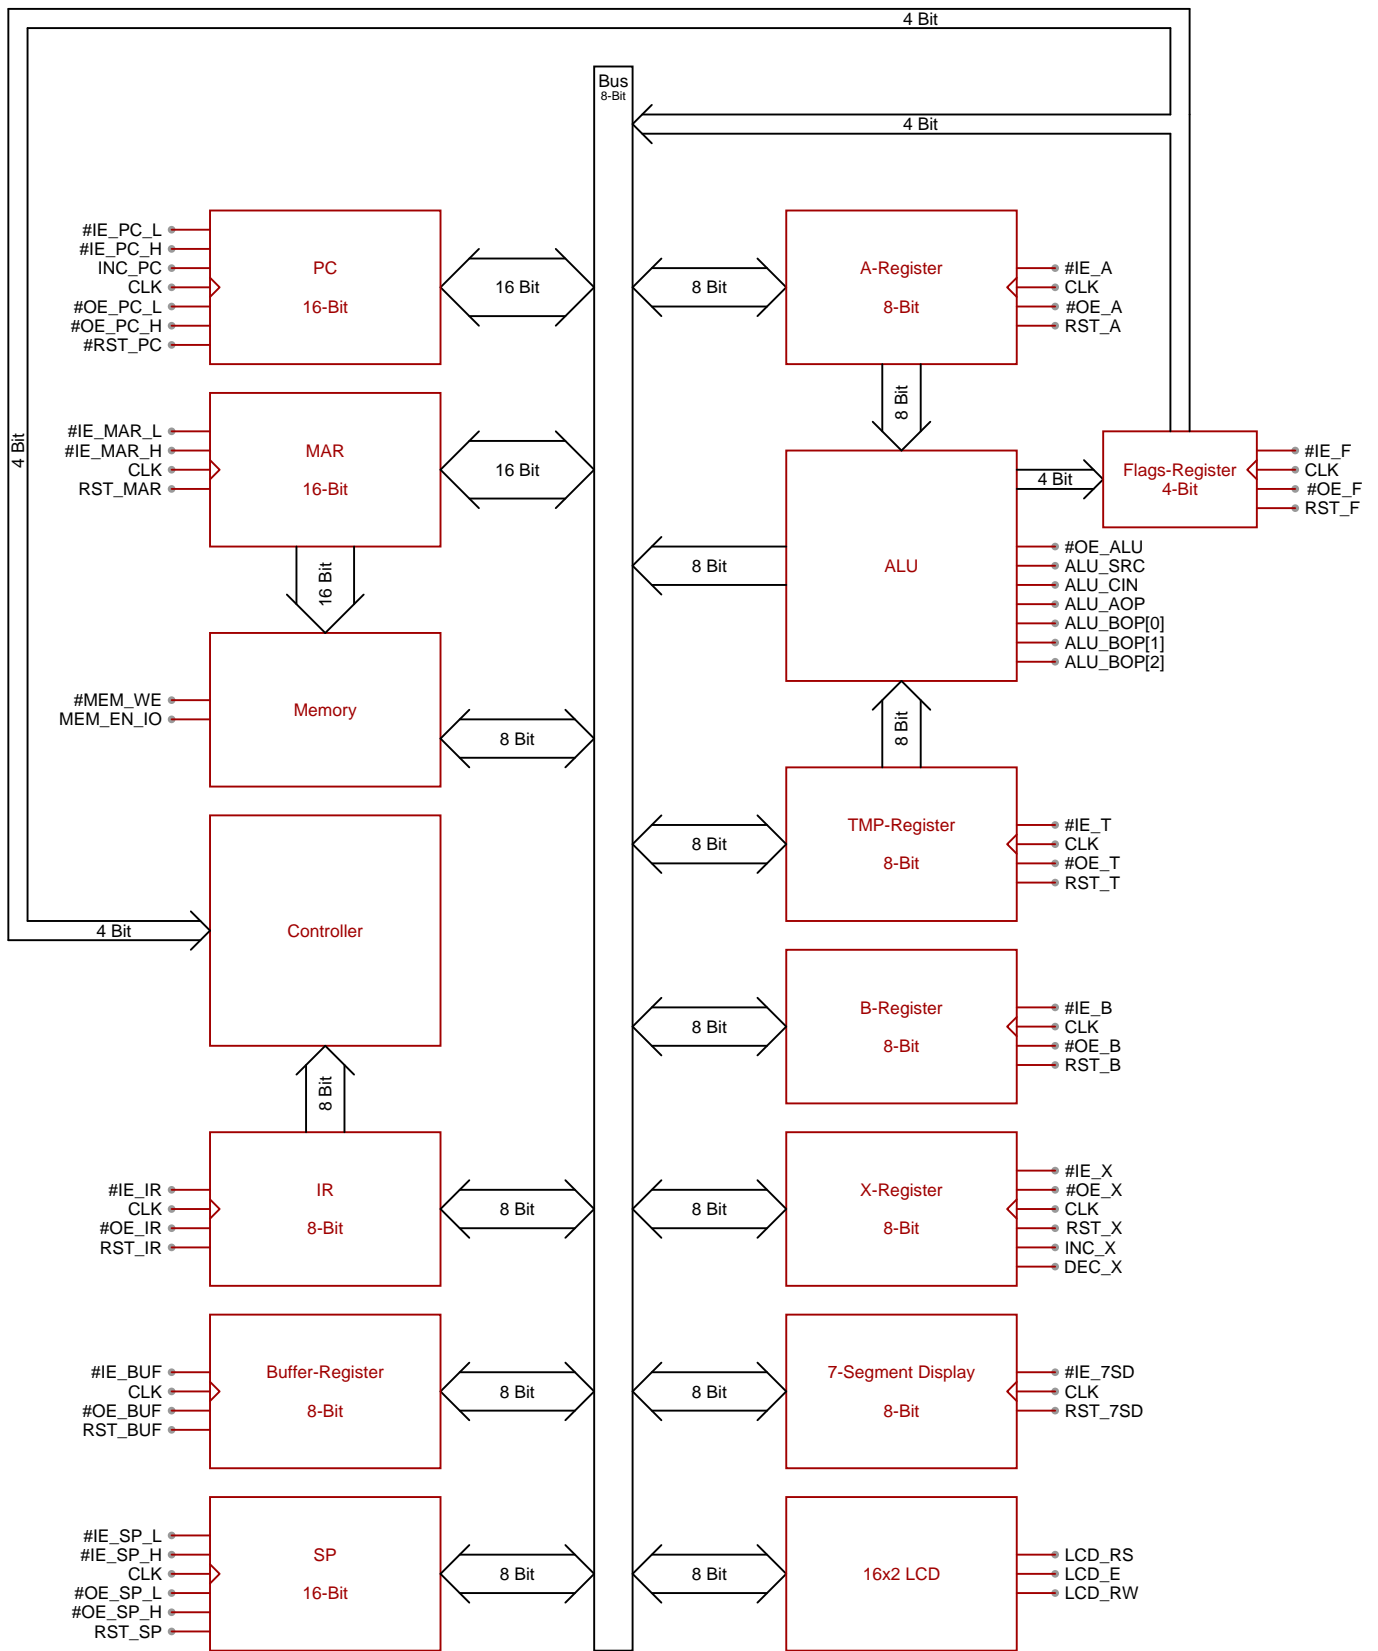 4 Bit
Bus
8-Bit
4 Bit
4 Bit
#IE_PC_L
#IE_PC_H
INC_PC
CLK
#OE_PC_L
#OE_PC_H
#RST_PC
PC
16-Bit
16 Bit
8 Bit
A-Register
8-Bit
#IE_A
CLK
#OE_A
RST_A
8 Bit
#IE_MAR_L
#IE_MAR_H
CLK
RST_MAR
MAR
16-Bit
16 Bit
16 Bit
8 Bit
ALU
4 Bit
Flags-Register
4-Bit
#IE_F
CLK
#OE_F
RST_F
#OE_ALU
ALU_SRC
ALU_CIN
ALU_AOP
ALU_BOP[0]
ALU_BOP[1]
ALU_BOP[2]
#MEM_WE
MEM_EN_IO
Memory
8 Bit
8 Bit
8 Bit
TMP-Register
8-Bit
#IE_T
CLK
#OE_T
RST_T
4 Bit
Controller
8 Bit
8 Bit
B-Register
8-Bit
#IE_B
CLK
#OE_B
RST_B
#IE_IR
CLK
#OE_IR
RST_IR
IR
8-Bit
8 Bit
8 Bit
X-Register
8-Bit
#IE_X
#OE_X
CLK
RST_X
INC_X
DEC_X
#IE_BUF
CLK
#OE_BUF
RST_BUF
Buffer-Register
8-Bit
8 Bit
8 Bit
7-Segment Display
8-Bit
#IE_7SD
CLK
RST_7SD
#IE_SP_L
#IE_SP_H
CLK
#OE_SP_L
#OE_SP_H
RST_SP
SP
16-Bit
8 Bit
8 Bit
16x2 LCD
LCD_RS
LCD_E
LCD_RW